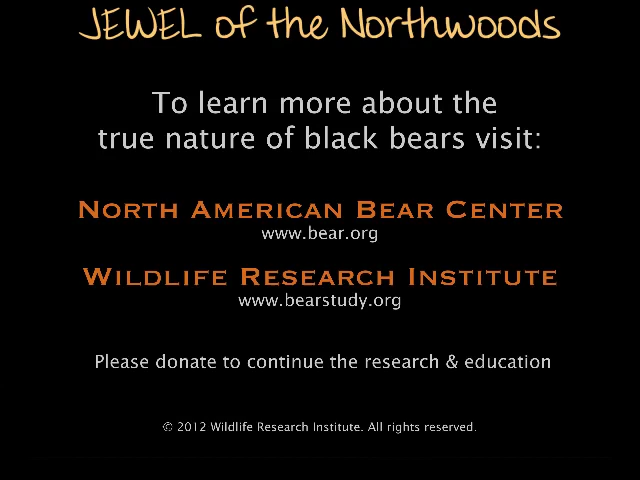 JEWEL of the Northwoods
To learn more about the
true nature of black bears visit:
NORTH AMERICAN BEAR CENTER
www.bear.org
WILDLIFE RESEARCH INSTITUTE
www.bearstudy.org
Please donate to continue the research & education
© 2012 Wildlife Research Institute. All rights reserved.